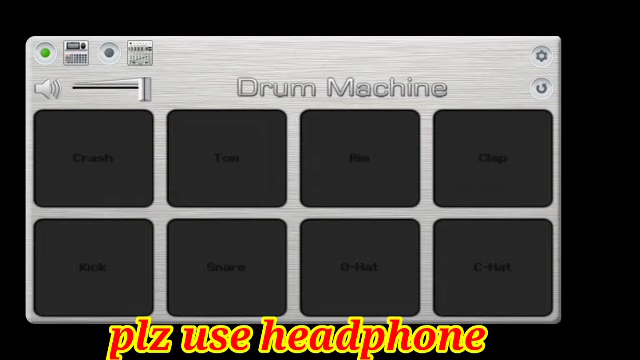 Drum Machine
Crash Tom Rim Clap
Kick Snare O-Hat C-Hat
plz use headphone